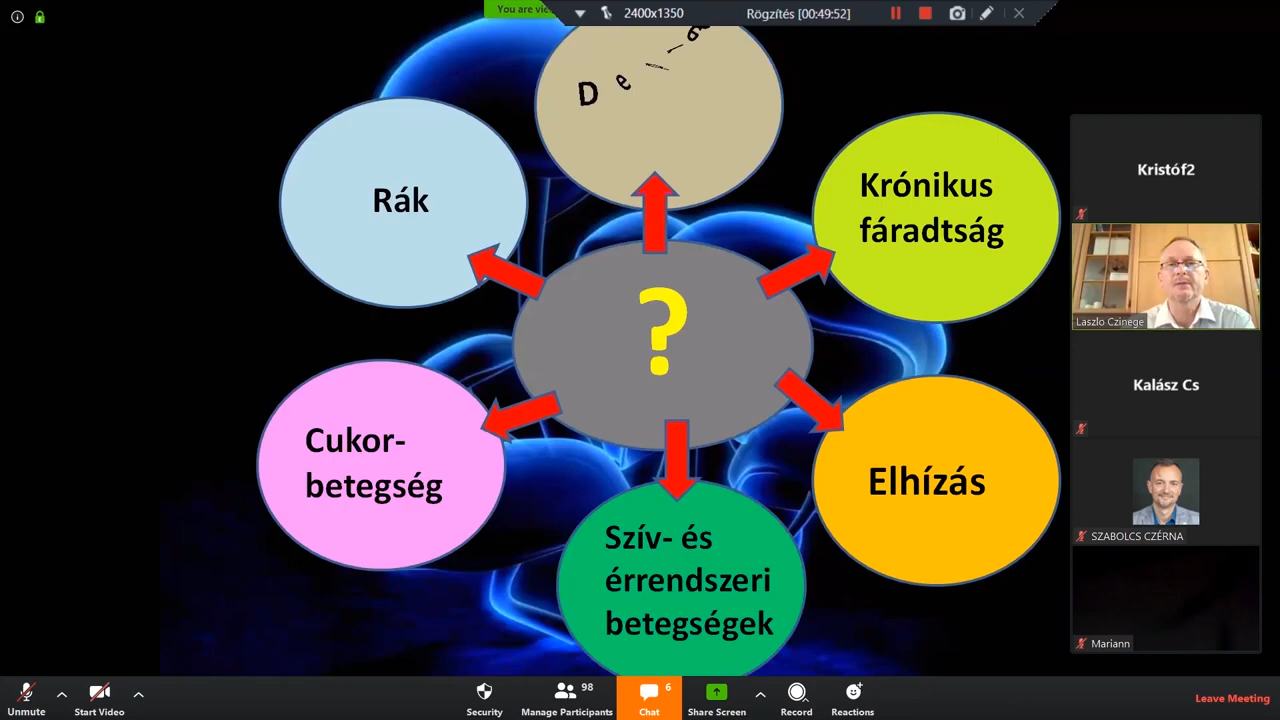 You are vie
2400x1350
Rögzítés [00:49:52]
D e
Rák
Krónikus
fáradtság
?
Cukor-
betegség
Elhízás
Szív- és
érrendszeri
betegségek
Kristóf2
Laszlo Czinege
Kalász Cs
SZABOLCS CZÉRNA
Mariann
Unmute
Start Video
Security
98
Manage Participants
6
Chat
Share Screen
Record
Reactions
Leave Meeting